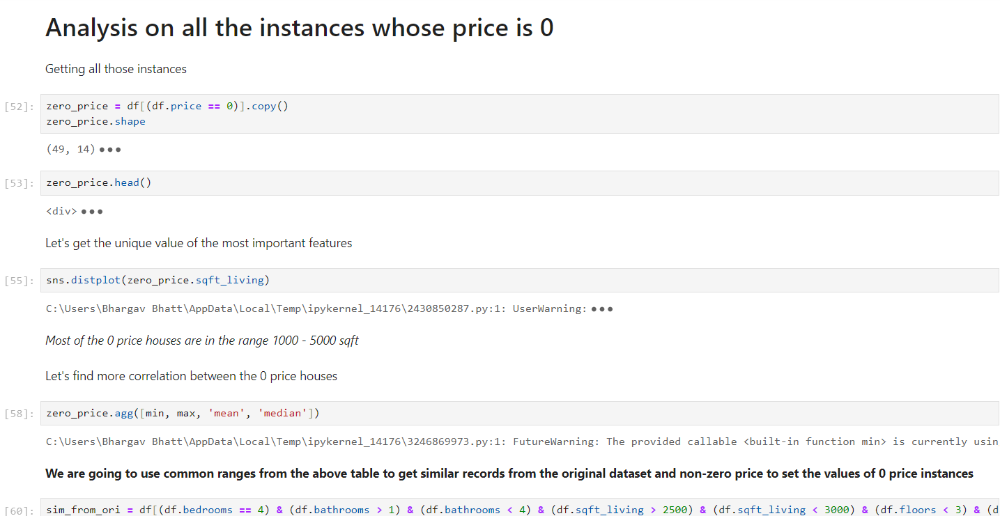 Analysis on all the instances whose price is 0
Getting all those instances
[52]: zero_price = df[(df.price == 0)].copy()
zero_price.shape
(49, 14) •••
[53]: zero_price.head()
<div> •••
Let's get the unique value of the most important features
[55]: sns.distplot(zero_price.sqft_living)
C:\Users\Bhargav Bhatt\AppData\Local\Temp\ipykernel_14176\2430850287.py:1: UserWarning: •••
Most of the 0 price houses are in the range 1000 - 5000 sqft
Let's find more correlation between the 0 price houses
[58]: zero_price.agg([min, max, 'mean', 'median'])
C:\Users\Bhargav Bhatt\AppData\Local\Temp\ipykernel_14176\3246869973.py:1: FutureWarning: The provided callable <built-in function min> is currently usin
We are going to use common ranges from the above table to get similar records from the original dataset and non-zero price to set the values of 0 price instances
[60]: sim_from_ori = df[(df.bedrooms == 4) & (df.bathrooms > 1) & (df.bathrooms < 4) & (df.sqft_living > 2500) & (df.sqft_living < 3000) & (df.floors < 3) & (d